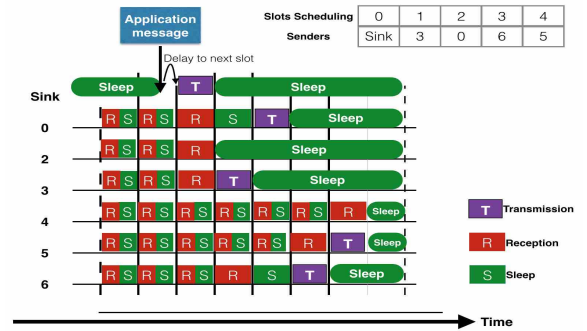 Application message
Slots Scheduling 0 1 2 3 4
Senders Sink 3 0 6 5
Delay to next slot
Sink Sleep T Sleep
0 R S R S R S T Sleep
2 R S R S R Sleep
3 R S R S R T Sleep
4 R S R S R S R S R S R S R Sleep
5 R S R S R S R S R S R T Sleep
6 R S R S R S R S T Sleep
T Transmission
R Reception
S Sleep
Time